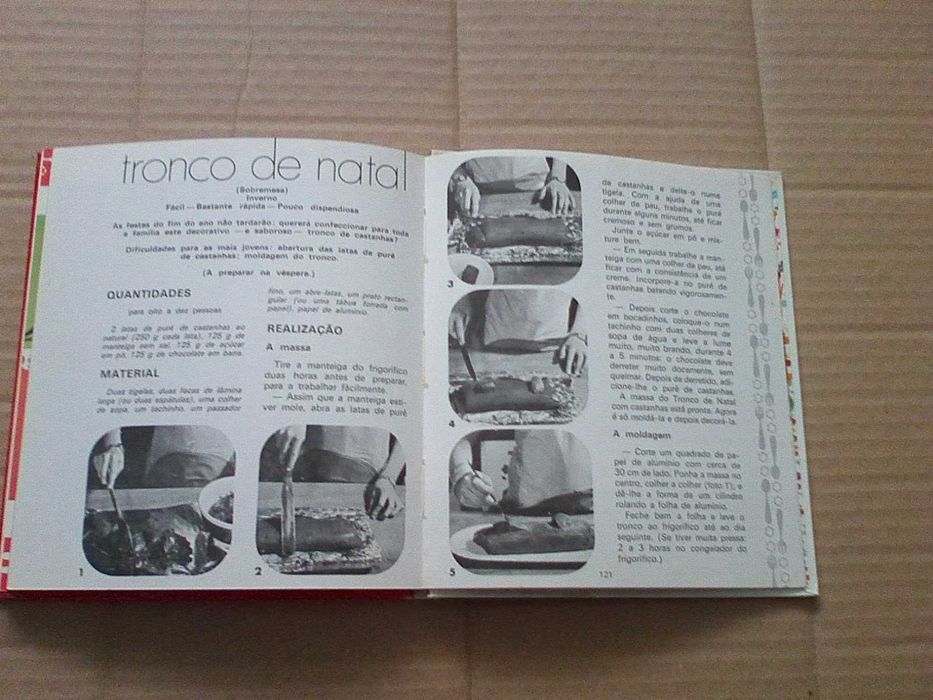 tronco de natal
(Sobremesa)
Inverno
Fácil — Bastante rápida — Pouco dispendiosa
As festas do fim do ano não tardarão: quererá confeccionar para toda
a família este decorativo — e saboroso — tronco de castanhas?
Dificuldades para as mais jovens: abertura das latas de puré
de castanhas; moldagem do tronco.
(A preparar na véspera.)
QUANTIDADES
para oito a dez pessoas
2 latas de puré de castanhas ao
natural (250 g cada lata), 125 g de
manteiga sem sal, 125 g de açúcar
em pó, 125 g de chocolate em barra.
MATERIAL
Duas tigelas, duas facas de lâmina
larga (ou duas espátulas), uma colher
de sopa, um tachinho, um passador
fino, um abre-latas, um prato rectan-
gular (ou uma tábua forrada com
papel), papel de alumínio.
REALIZAÇÃO
A massa
Tire a manteiga do frigorífico
duas horas antes de preparar,
para a trabalhar fàcilmente.
— Assim que a manteiga esti-
ver mole, abra as latas de puré
1
2
3
4
5
de castanhas e deite-o numa
tigela. Com a ajuda de uma
colher de pau, trabalhe o puré
durante alguns minutos, até ficar
cremoso e sem grumos.
Junte o açúcar em pó e mis-
ture bem.
— Em seguida trabalhe a man-
teiga com uma colher de pau, até
ficar com a consistência de um
creme. Incorpore-a no puré de
castanhas batendo vigorosamen-
te.
— Depois corte o chocolate
em bocadinhos, coloque-o num
tachinho com duas colheres de
sopa de água e leve a lume
muito, muito brando, durante 4
a 5 minutos: o chocolate deve
derreter muito docemente, sem
queimar. Depois de derretido, adi-
cione-lhe o puré de castanhas.
A massa do Tronco de Natal
com castanhas está pronta. Agora
é só moldá-la e depois decorá-la.
A moldagem
— Corte um quadrado de pa-
pel de alumínio com cerca de
30 cm de lado. Ponha a massa no
centro, colher a colher (foto 1), e
dê-lhe a forma de um cilindro
rolando a folha de alumínio.
Feche bem a folha e leve o
tronco ao frigorífico até ao dia
seguinte. (Se tiver muita pressa:
2 a 3 horas no congelador do
frigorífico.)
121